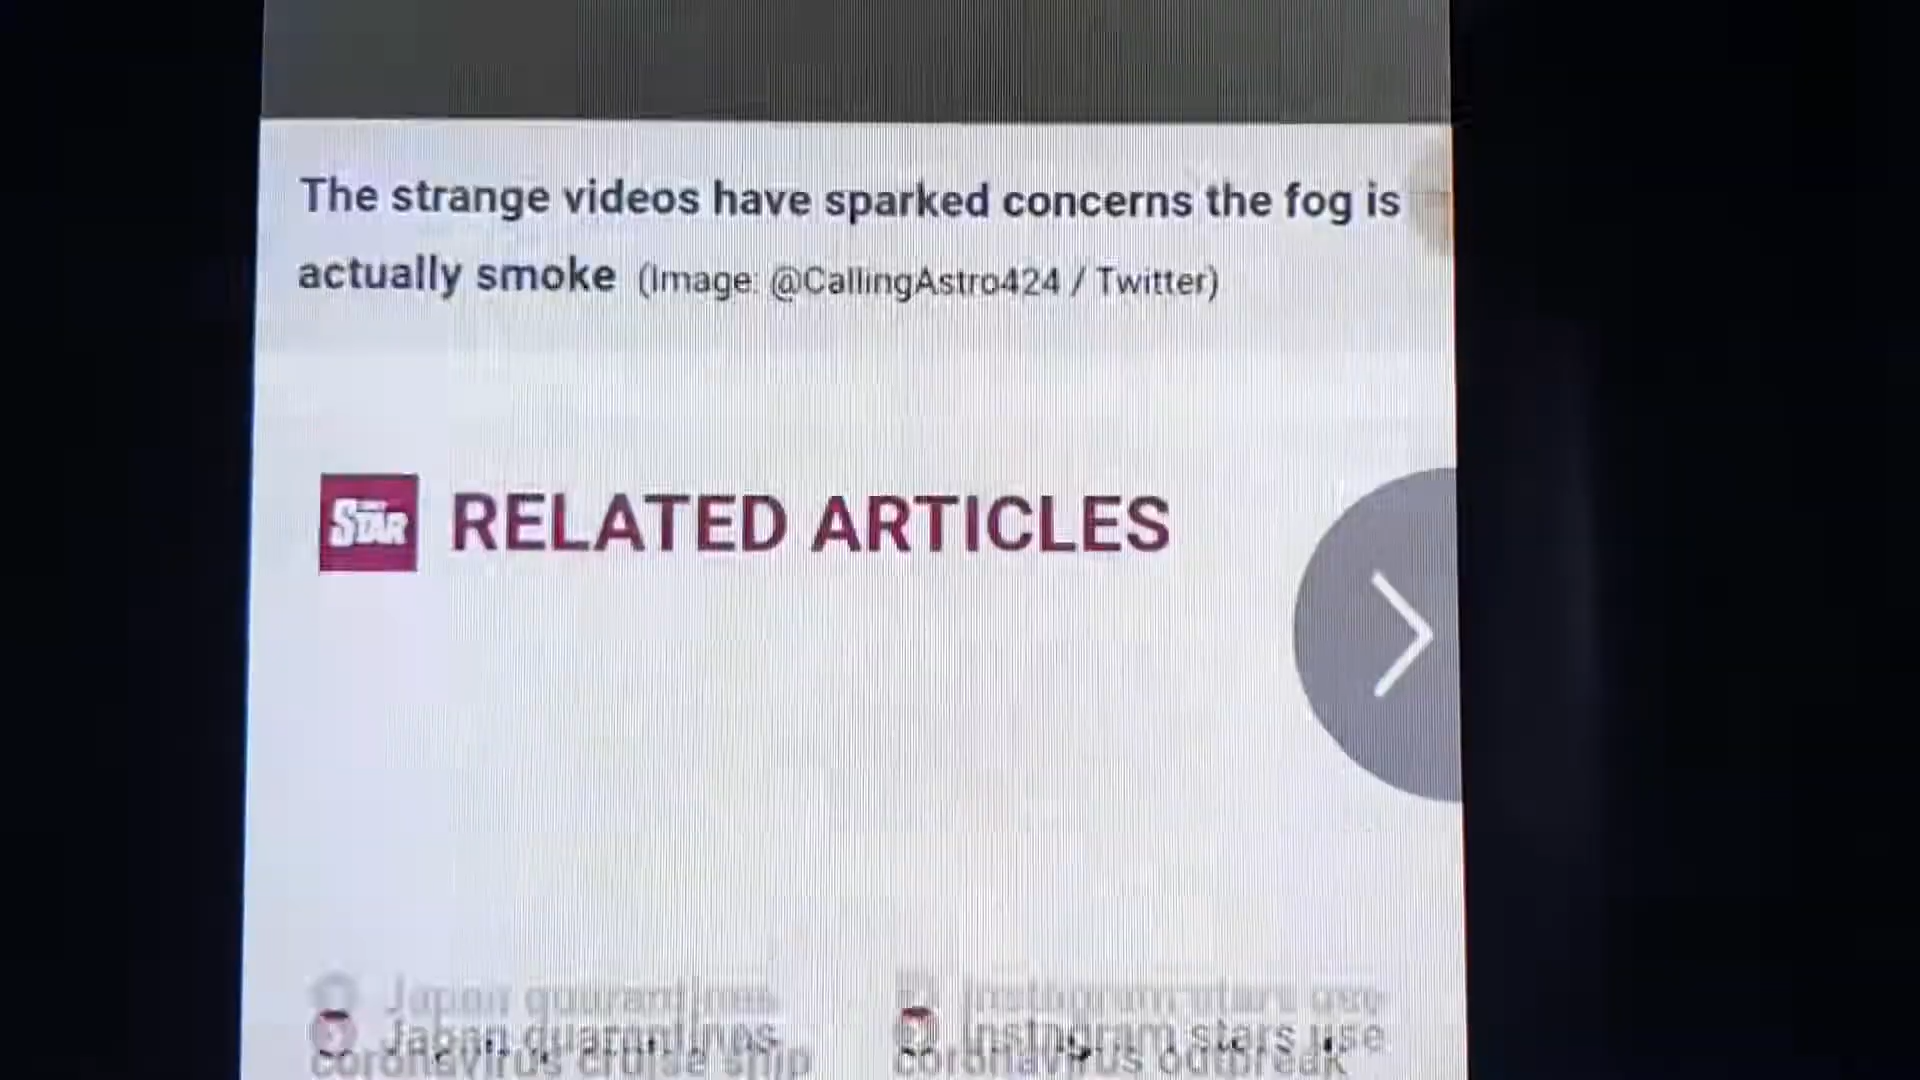 The strange videos have sparked concerns the fog is
actually smoke (Image: @CallingAstro424 / Twitter)
STAR RELATED ARTICLES
Japan quarantines
Instagram stars use
coronavirus cruise ship
coronavirus outbreak